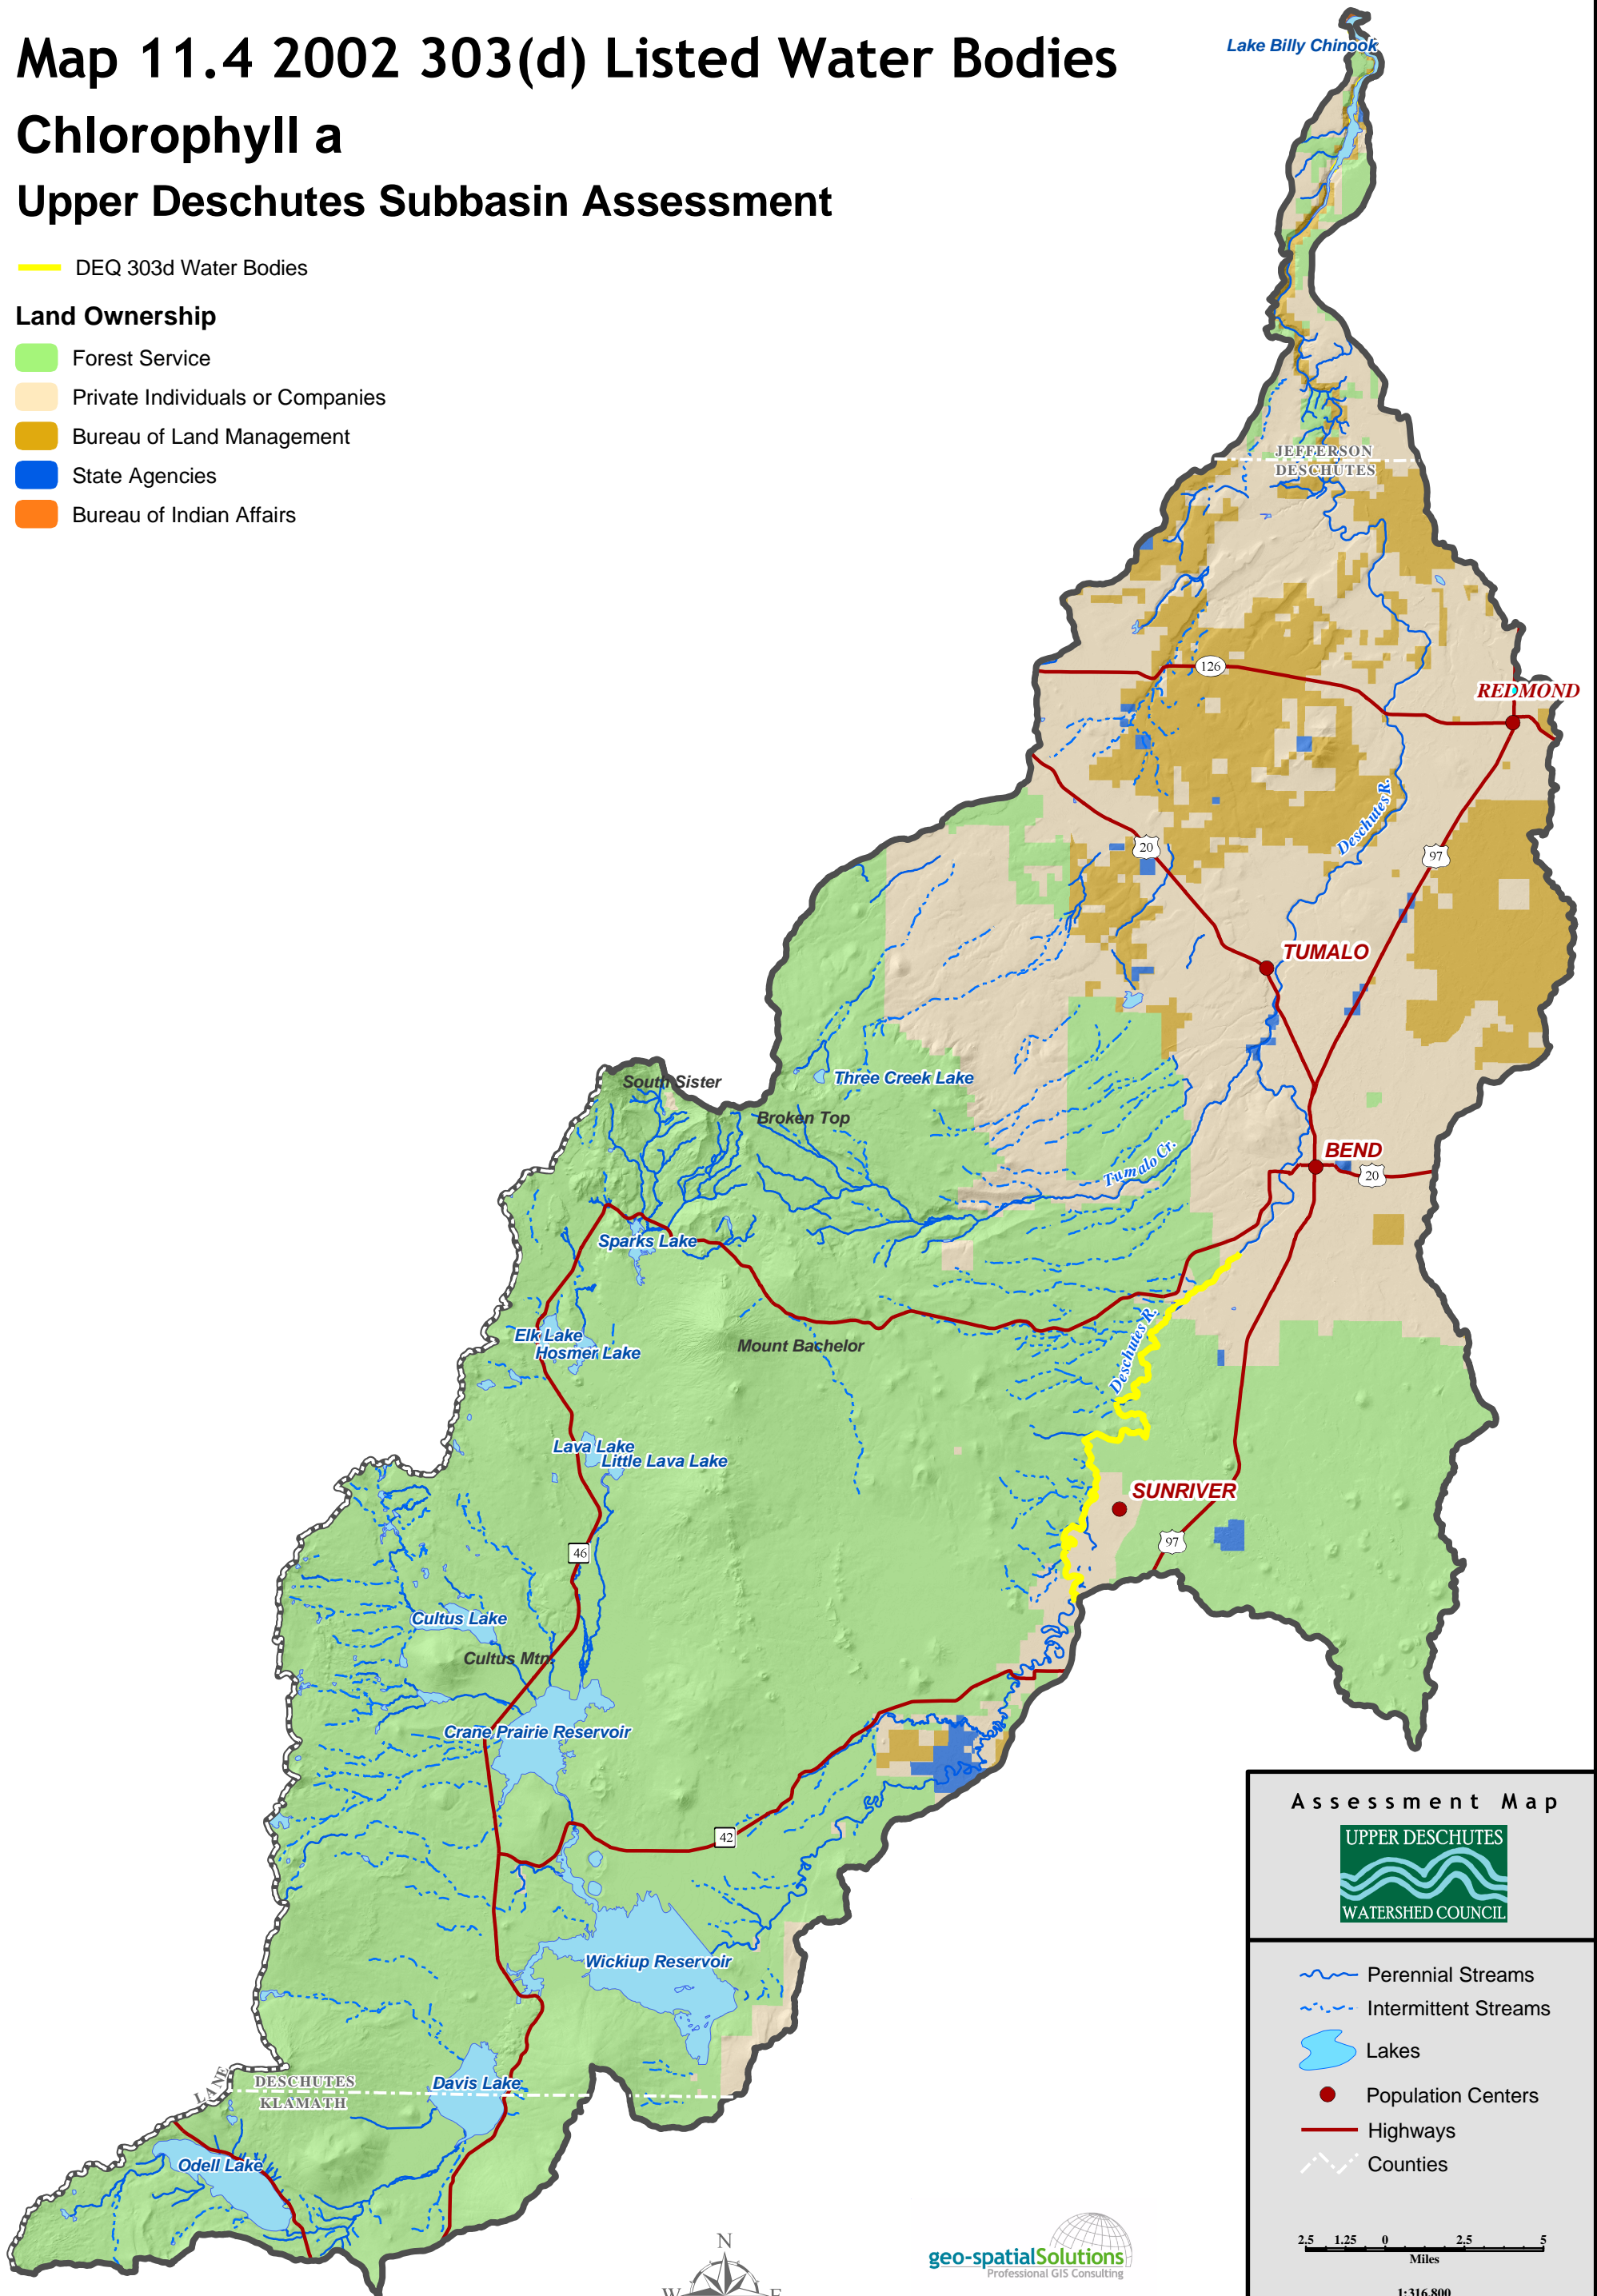 Map 11.4 2002 303(d) Listed Water Bodies
Chlorophyll a
Upper Deschutes Subbasin Assessment
DEQ 303d Water Bodies
Land Ownership
Forest Service
Private Individuals or Companies
Bureau of Land Management
State Agencies
Bureau of Indian Affairs
Lake Billy Chinook
JEFFERSON
DESCHUTES
126
REDMOND
Deschutes R.
20
97
TUMALO
Three Creek Lake
South Sister
Broken Top
Tumalo Cr.
BEND
20
Sparks Lake
Elk Lake
Hosmer Lake
Mount Bachelor
Deschutes R.
Lava Lake
Little Lava Lake
SUNRIVER
97
46
Cultus Lake
Cultus Mtn.
Crane Prairie Reservoir
42
Wickiup Reservoir
LANE
DESCHUTES
KLAMATH
Davis Lake
Odell Lake
Assessment Map
UPPER DESCHUTES
WATERSHED COUNCIL
Perennial Streams
Intermittent Streams
Lakes
Population Centers
Highways
Counties
2.5 1.25 0 2.5 5
Miles
1:316,800
N
W E
geo-spatialSolutions
Professional GIS Consulting